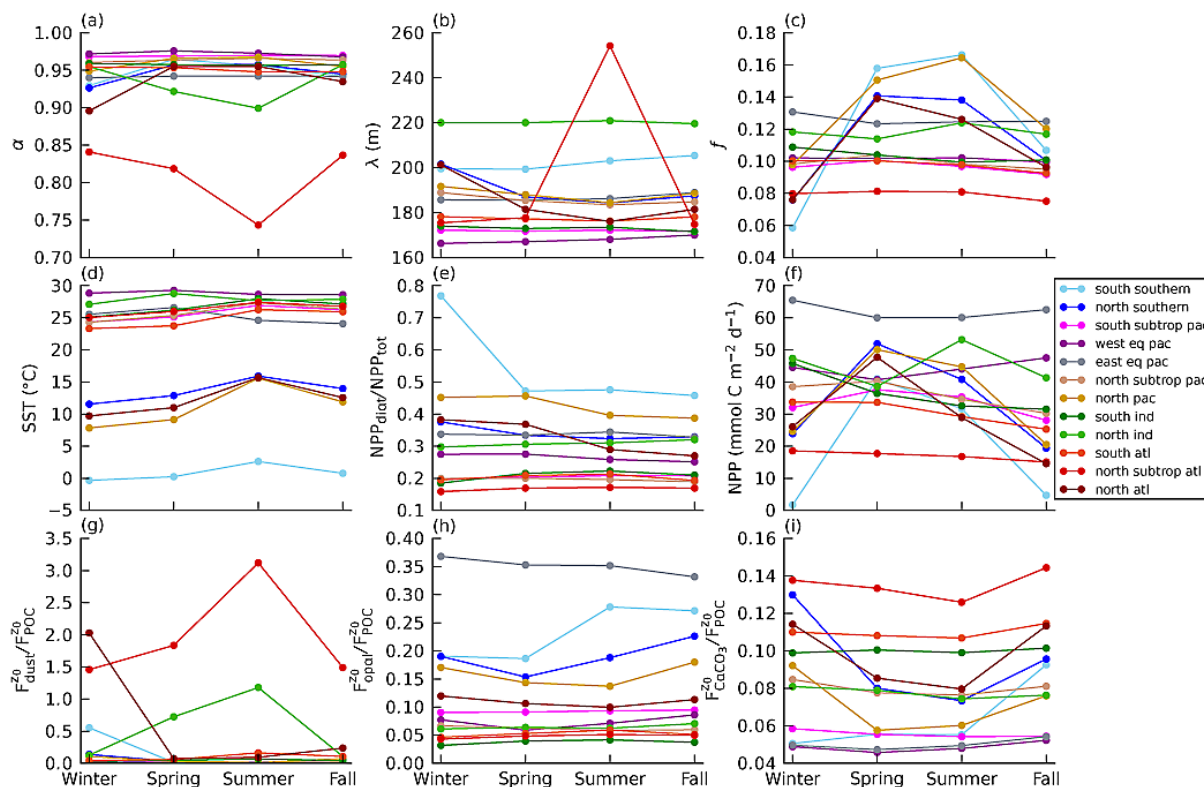 (a)
1.00
0.95
0.90
0.85
0.80
0.75
0.70
α
(b)
260
240
220
200
180
160
λ (m)
(c)
0.18
0.16
0.14
0.12
0.10
0.08
0.06
0.04
f
(d)
30
25
20
15
10
5
0
−5
SST (°C)
(e)
0.8
0.7
0.6
0.5
0.4
0.3
0.2
0.1
NPP_diat/NPP_tot
(f)
70
60
50
40
30
20
10
0
NPP (mmol C m⁻² d⁻¹)
south southern
north southern
south subtrop pac
west eq pac
east eq pac
north subtrop pac
north pac
south ind
north ind
south atl
north subtrop atl
north atl
(g)
3.5
3.0
2.5
2.0
1.5
1.0
0.5
0.0
F^z0_dust/F^z0_POC
Winter Spring Summer Fall
(h)
0.40
0.35
0.30
0.25
0.20
0.15
0.10
0.05
0.00
F^z0_opal/F^z0_POC
Winter Spring Summer Fall
(i)
0.16
0.14
0.12
0.10
0.08
0.06
0.04
F^z0_CaCO₃/F^z0_POC
Winter Spring Summer Fall